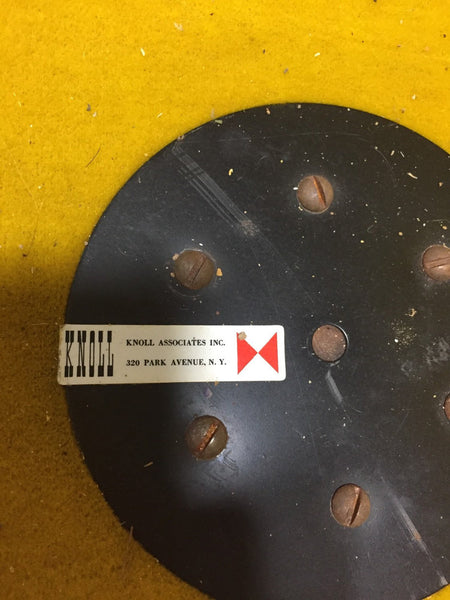 KNOLL
KNOLL ASSOCIATES INC.
320 PARK AVENUE, N. Y.